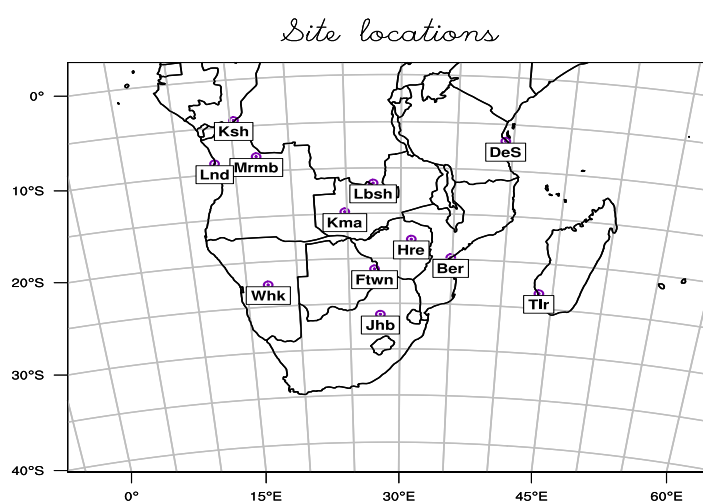 Site locations
0°
Ksh
DeS
Lnd
Mrmb
10°S
Lbsh
Kma
Hre
Ber
20°S
Ftwn
Whk
Tlr
Jhb
30°S
40°S
0° 15°E 30°E 45°E 60°E